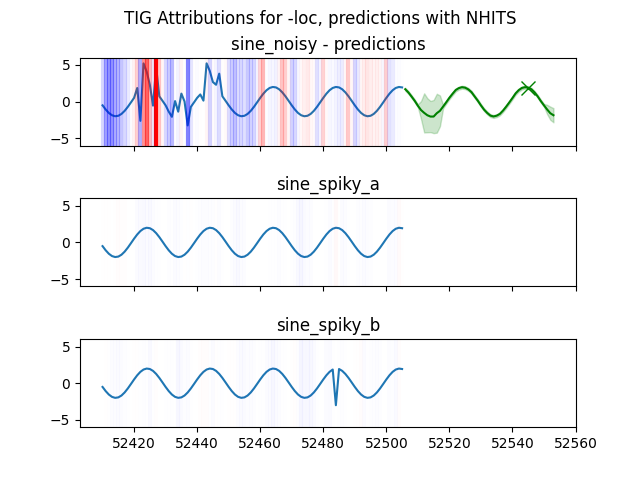 TIG Attributions for -loc, predictions with NHITS
sine_noisy - predictions
5
0
−5
sine_spiky_a
5
0
−5
sine_spiky_b
5
0
−5
52420 52440 52460 52480 52500 52520 52540 52560